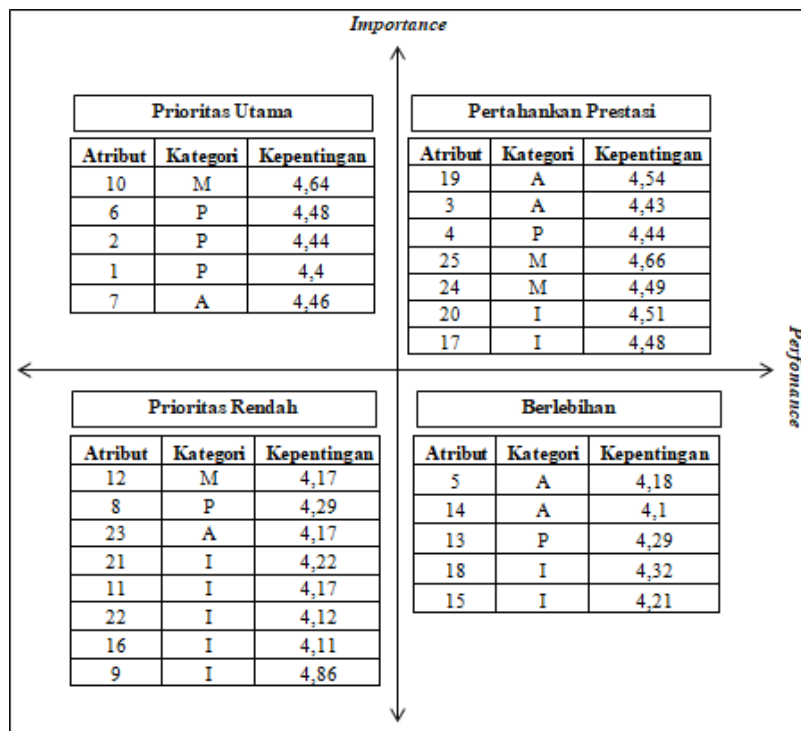 Importance
Prioritas Utama
Atribut Kategori Kepentingan
10 M 4,64
6 P 4,48
2 P 4,44
1 P 4,4
7 A 4,46
Pertahankan Prestasi
Atribut Kategori Kepentingan
19 A 4,54
3 A 4,43
4 P 4,44
25 M 4,66
24 M 4,49
20 I 4,51
17 I 4,48
Perfomance
Prioritas Rendah
Atribut Kategori Kepentingan
12 M 4,17
8 P 4,29
23 A 4,17
21 I 4,22
11 I 4,17
22 I 4,12
16 I 4,11
9 I 4,86
Berlebihan
Atribut Kategori Kepentingan
5 A 4,18
14 A 4,1
13 P 4,29
18 I 4,32
15 I 4,21